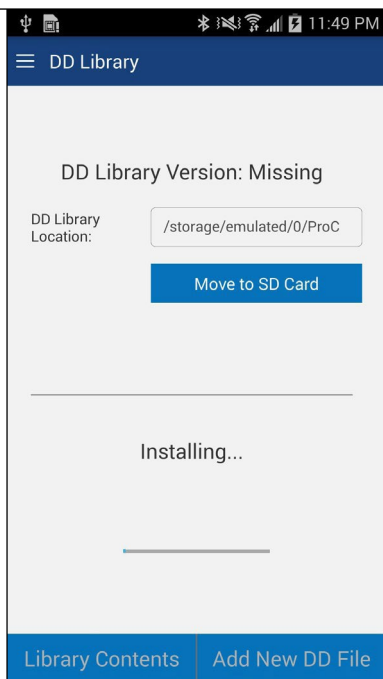 11:49 PM
DD Library
DD Library Version: Missing
DD Library
Location:
/storage/emulated/0/ProC
Move to SD Card
Installing...
Library Contents
Add New DD File